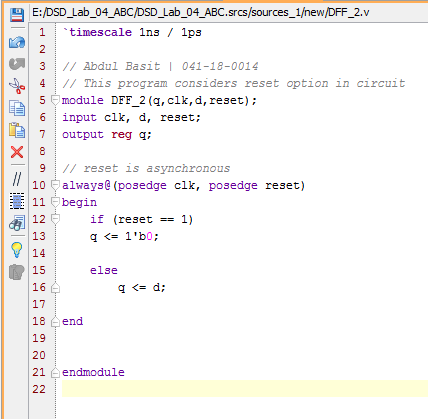 E:/DSD_Lab_04_ABC/DSD_Lab_04_ABC.srcs/sources_1/new/DFF_2.v
1 `timescale 1ns / 1ps
2
3 // Abdul Basit | 041-18-0014
4 // This program considers reset option in circuit
5 module DFF_2(q,clk,d,reset);
6 input clk, d, reset;
7 output reg q;
8
9 // reset is asynchronous
10 always@(posedge clk, posedge reset)
11 begin
12     if (reset == 1)
13     q <= 1'b0;
14
15     else
16         q <= d;
17
18 end
19
20
21 endmodule
22